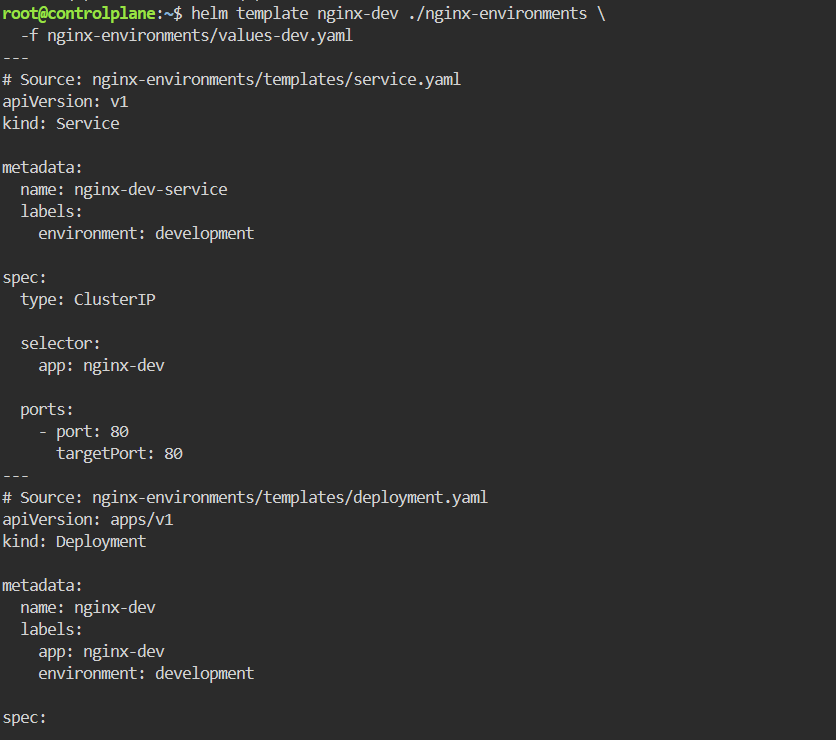 root@controlplane:~$ helm template nginx-dev ./nginx-environments \
  -f nginx-environments/values-dev.yaml
---
# Source: nginx-environments/templates/service.yaml
apiVersion: v1
kind: Service
metadata:
  name: nginx-dev-service
  labels:
    environment: development
spec:
  type: ClusterIP
  selector:
    app: nginx-dev
  ports:
    - port: 80
      targetPort: 80
---
# Source: nginx-environments/templates/deployment.yaml
apiVersion: apps/v1
kind: Deployment
metadata:
  name: nginx-dev
  labels:
    app: nginx-dev
    environment: development
spec: